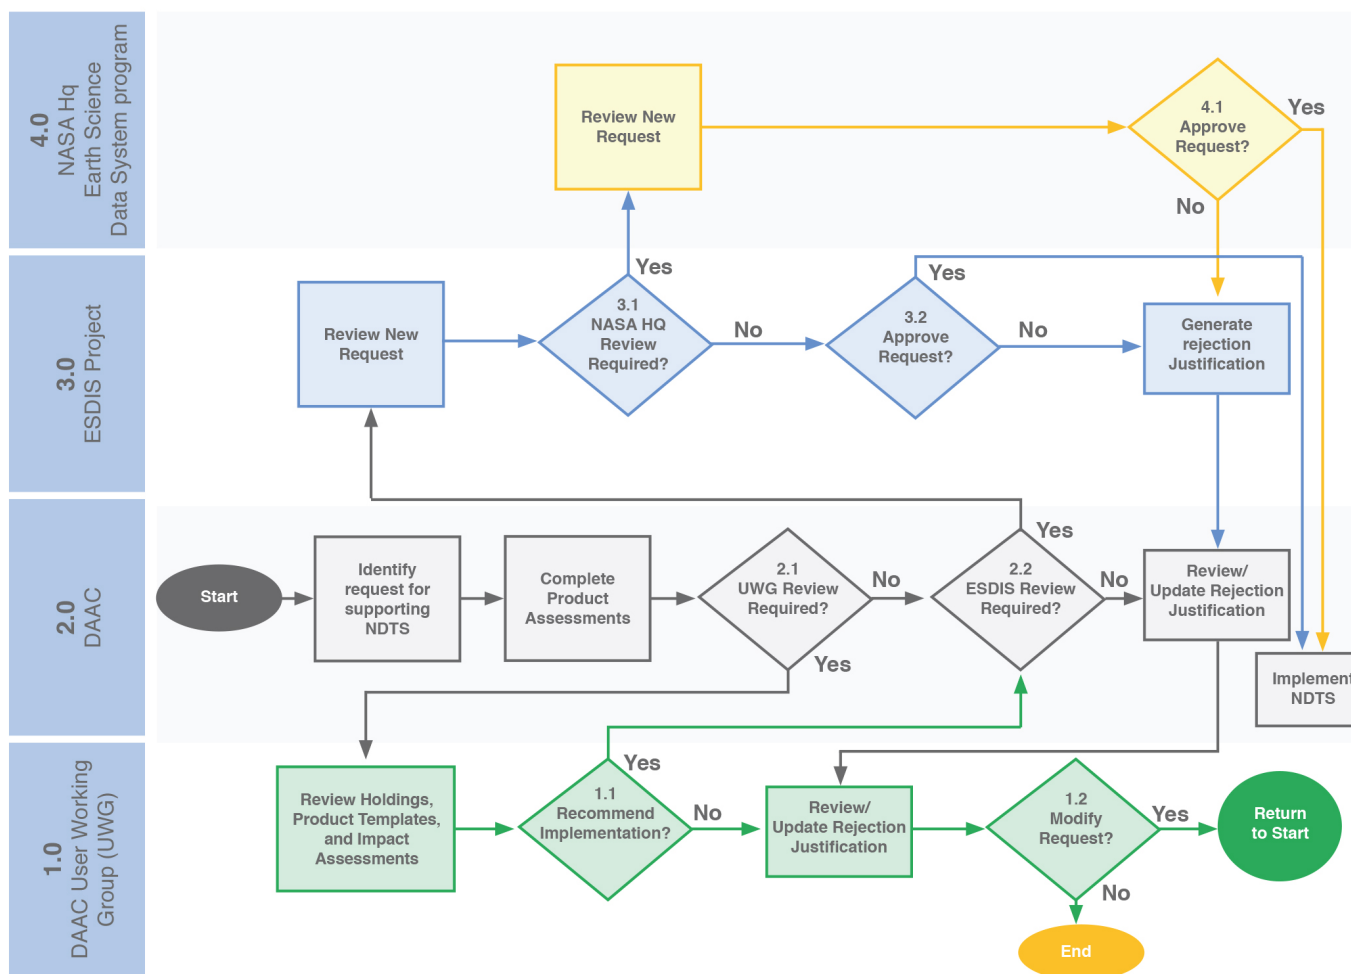 4.0
NASA Hq
Earth Science
Data System program
Review New
Request
4.1
Approve
Request?
Yes
No
3.0
ESDIS Project
Review New
Request
Yes
3.1
NASA HQ
Review
Required?
No
Yes
3.2
Approve
Request?
No
Generate
rejection
Justification
2.0
DAAC
Start
Identify
request for
supporting
NDTS
Complete
Product
Assessments
2.1
UWG Review
Required?
No
Yes
Yes
2.2
ESDIS Review
Required?
No
Review/
Update Rejection
Justification
Implement
NDTS
1.0
DAAC User Working
Group (UWG)
Review Holdings,
Product Templates,
and Impact
Assessments
Yes
1.1
Recommend
Implementation?
No
Review/
Update Rejection
Justification
1.2
Modify
Request?
Yes
No
Return
to Start
End